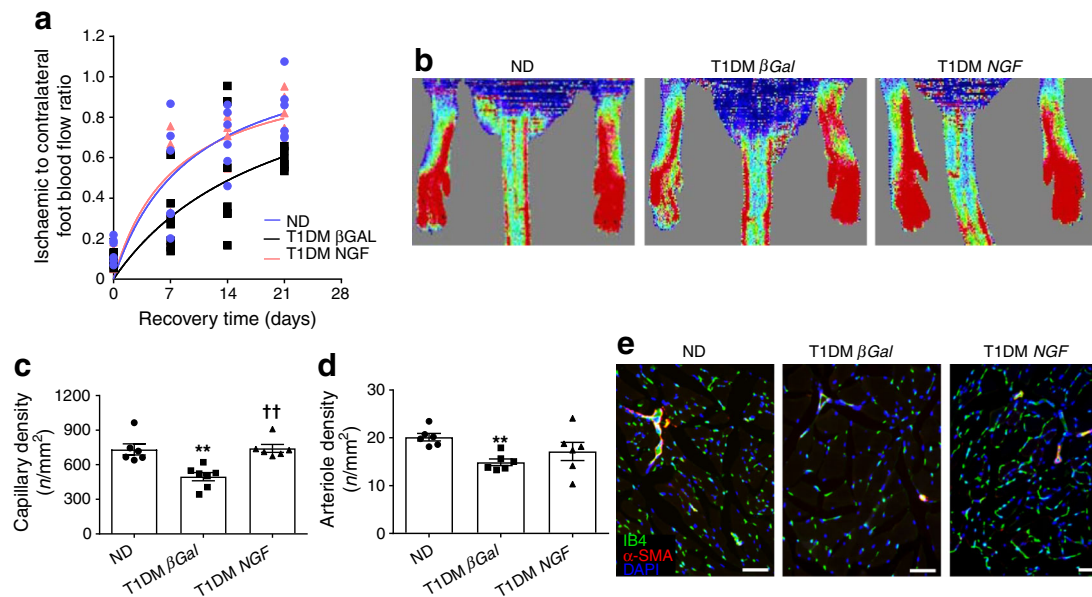 a
Ischaemic to contralateral
foot blood flow ratio
1.2
1.0
0.8
0.6
0.4
0.2
0
0 7 14 21 28
Recovery time (days)
ND
T1DM βGAL
T1DM NGF
b
ND T1DM βGal T1DM NGF
c
Capillary density
(n/mm²)
1200
900
600
300
0
**
††
ND T1DM βGal T1DM NGF
d
Arteriole density
(n/mm²)
30
20
10
0
**
ND T1DM βGal T1DM NGF
e
ND T1DM βGal T1DM NGF
IB4
α-SMA
DAPI